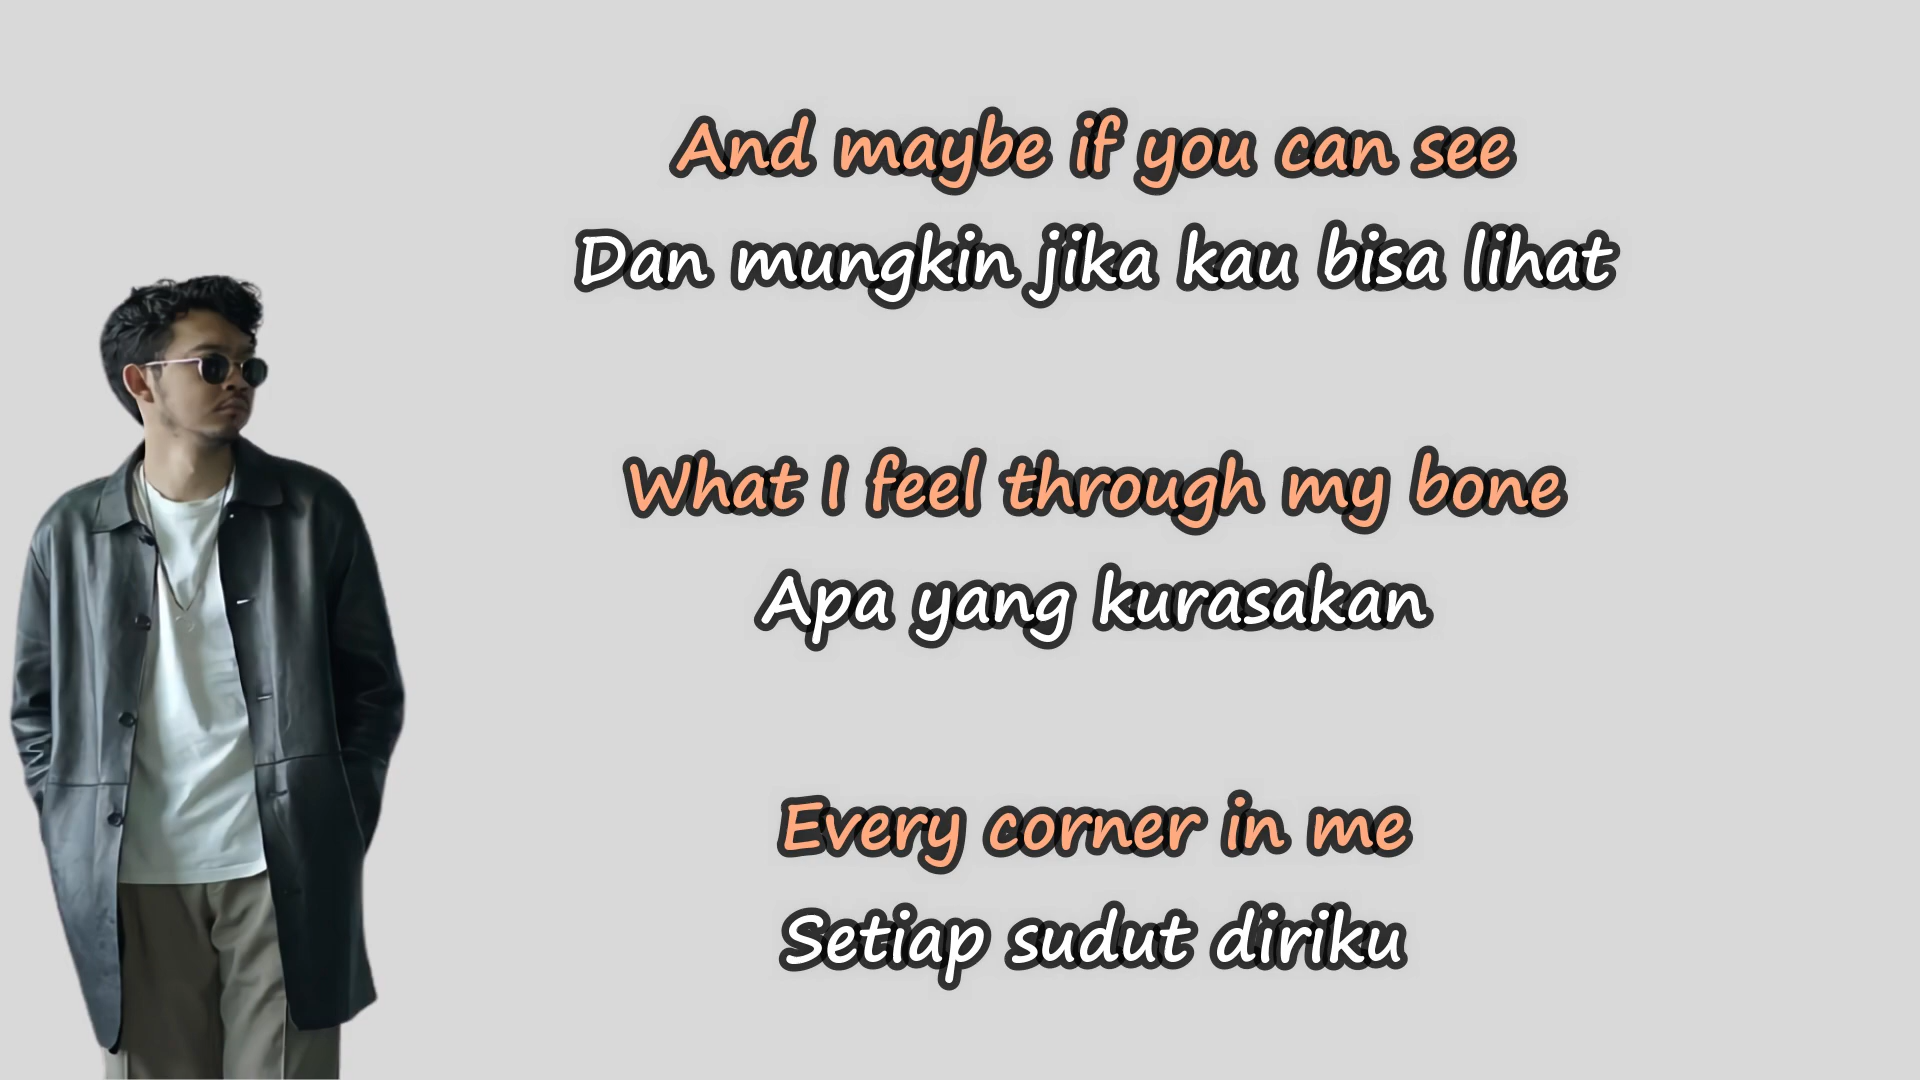 And maybe if you can see
Dan mungkin jika kau bisa lihat
What I feel through my bone
Apa yang kurasakan
Every corner in me
Setiap sudut diriku